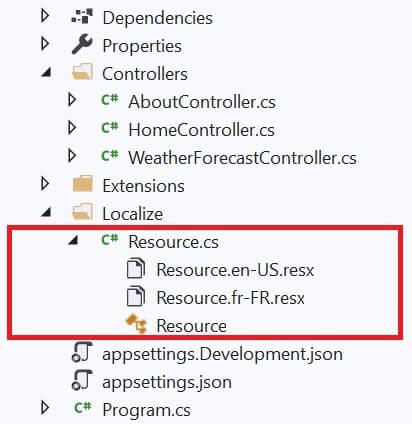 Dependencies
Properties
Controllers
C# AboutController.cs
C# HomeController.cs
C# WeatherForecastController.cs
Extensions
Localize
C# Resource.cs
Resource.en-US.resx
Resource.fr-FR.resx
Resource
appsettings.Development.json
appsettings.json
C# Program.cs